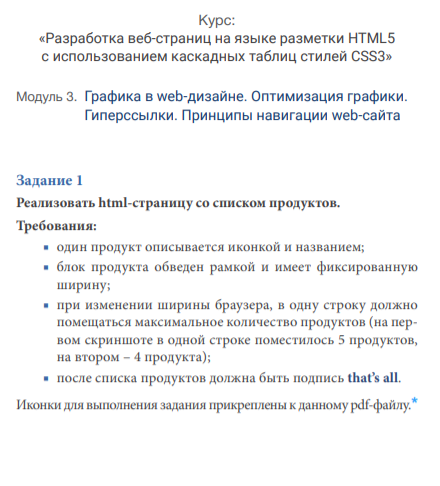 Курс:
«Разработка веб-страниц на языке разметки HTML5
с использованием каскадных таблиц стилей CSS3»
Модуль 3. Графика в web-дизайне. Оптимизация графики.
Гиперссылки. Принципы навигации web-сайта
Задание 1
Реализовать html-страницу со списком продуктов.
Требования:
▪ один продукт описывается иконкой и названием;
▪ блок продукта обведен рамкой и имеет фиксированную
ширину;
▪ при изменении ширины браузера, в одну строку должно
помещаться максимальное количество продуктов (на пер-
вом скриншоте в одной строке поместилось 5 продуктов,
на втором – 4 продукта);
▪ после списка продуктов должна быть подпись that’s all.
Иконки для выполнения задания прикреплены к данному pdf-файлу.*